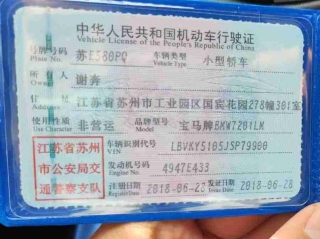 中华人民共和国机动车行驶证
Vehicle License of the People's Republic of China
号牌号码 苏E580PQ 车辆类型 小型轿车
Plate No. Vehicle Type
所有人 谢奔
Owner
住址 江苏省苏州市工业园区国宾花园278幢301室
使用性质 非营运 品牌型号 宝马牌BMW7201LM
Use Character Model
江苏省苏州市公安局交通警察支队
车辆识别代号 LBVKY5105JSP79900
VIN
发动机号码 4947E433
Engine No.
注册日期 2018-06-22 发证日期 2018-06-28
Register Date Issue Date